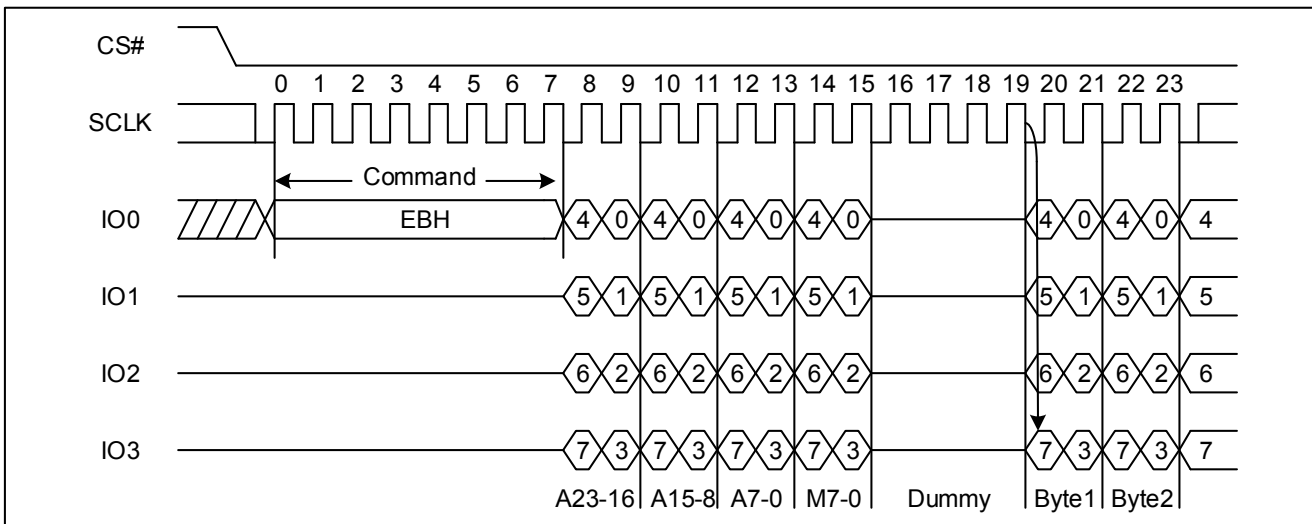 CS#
0 1 2 3 4 5 6 7 8 9 10 11 12 13 14 15 16 17 18 19 20 21 22 23
SCLK
Command
IO0 EBH 4 0 4 0 4 0 4 0 4 0 4 0 4
IO1 5 1 5 1 5 1 5 1 5 1 5 1 5
IO2 6 2 6 2 6 2 6 2 6 2 6 2 6
IO3 7 3 7 3 7 3 7 3 7 3 7 3 7
A23-16 A15-8 A7-0 M7-0 Dummy Byte1 Byte2